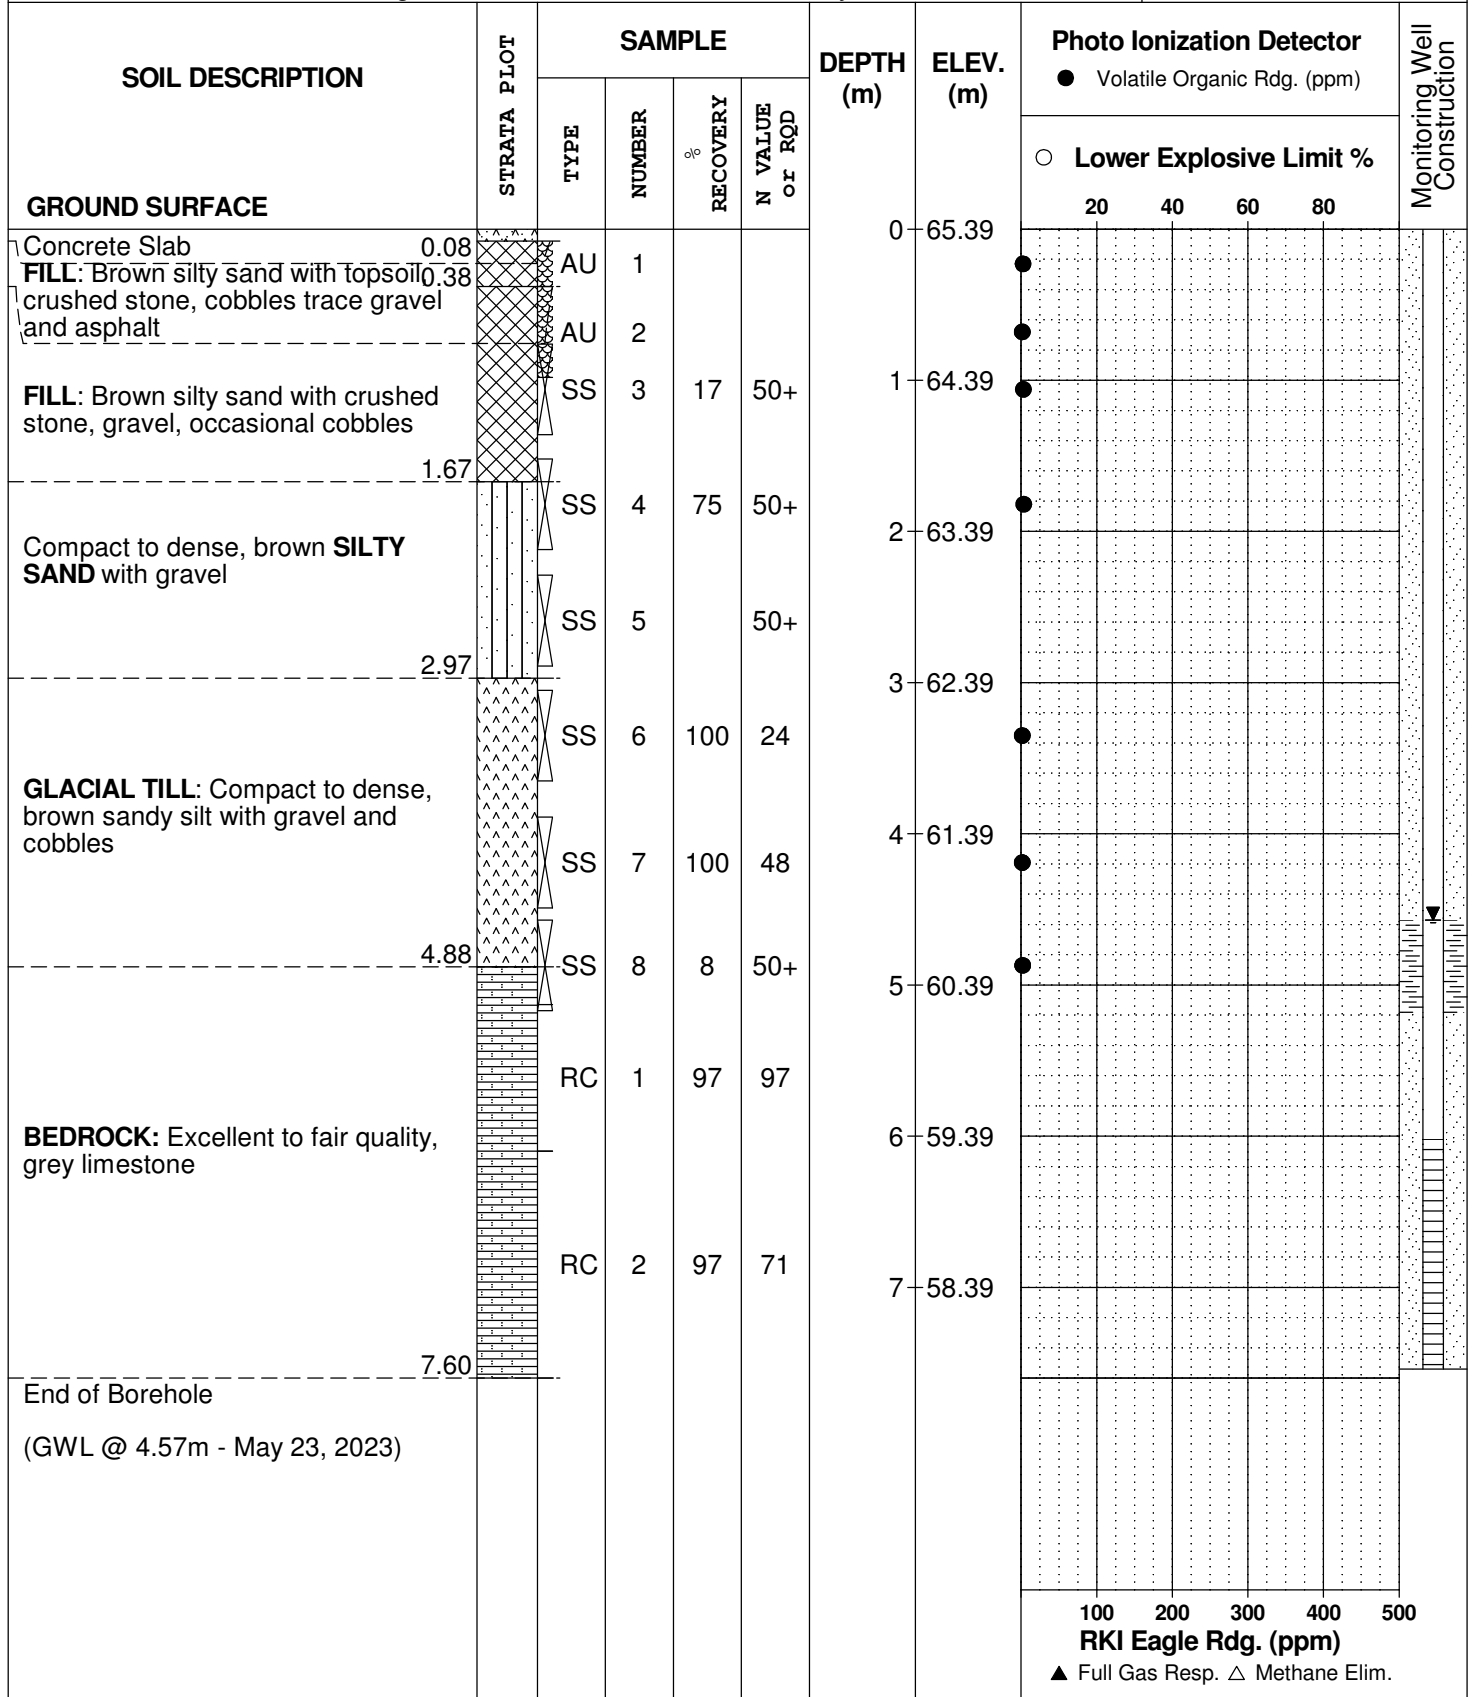 SOIL DESCRIPTION
GROUND SURFACE
STRATA PLOT
SAMPLE
TYPE
NUMBER
% RECOVERY
N VALUE or RQD
DEPTH (m)
ELEV. (m)
Photo Ionization Detector
● Volatile Organic Rdg. (ppm)
○ Lower Explosive Limit %
20 40 60 80
Monitoring Well Construction
0 65.39
Concrete Slab 0.08
FILL: Brown silty sand with topsoil, 0.38
crushed stone, cobbles trace gravel
and asphalt
AU 1
AU 2
1 64.39
FILL: Brown silty sand with crushed
stone, gravel, occasional cobbles
SS 3 17 50+
1.67
SS 4 75 50+
2 63.39
Compact to dense, brown SILTY
SAND with gravel
SS 5 50+
2.97
3 62.39
SS 6 100 24
GLACIAL TILL: Compact to dense,
brown sandy silt with gravel and
cobbles
4 61.39
SS 7 100 48
4.88
SS 8 8 50+
5 60.39
RC 1 97 97
BEDROCK: Excellent to fair quality,
grey limestone
6 59.39
RC 2 97 71
7 58.39
7.60
End of Borehole
(GWL @ 4.57m - May 23, 2023)
100 200 300 400 500
RKI Eagle Rdg. (ppm)
▲ Full Gas Resp. △ Methane Elim.